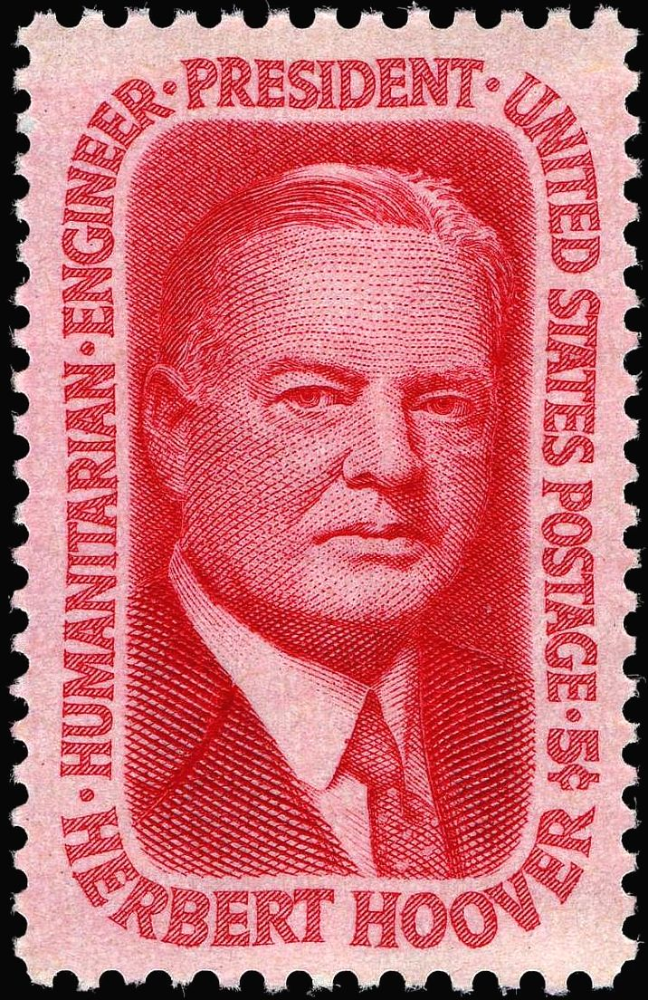 HERBERT HOOVER
·HUMANITARIAN·ENGINEER·PRESIDENT·
UNITED STATES POSTAGE·5¢